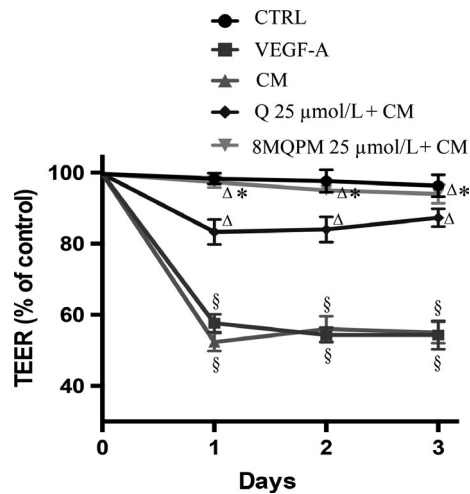 CTRL
VEGF-A
CM
Q 25 µmol/L + CM
8MQPM 25 µmol/L + CM
TEER (% of control)
100
80
60
40
Δ * Δ * Δ *
Δ Δ Δ
§ § §
§ § §
0 1 2 3
Days